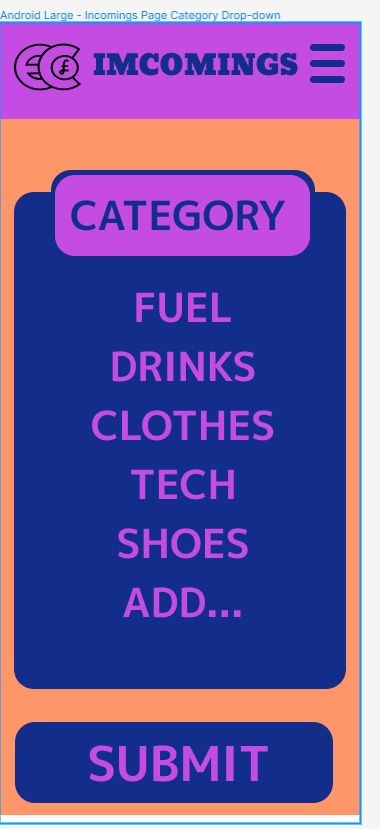 Android Large - Incomings Page Category Drop-down
£
IMCOMINGS
CATEGORY
FUEL
DRINKS
CLOTHES
TECH
SHOES
ADD...
SUBMIT